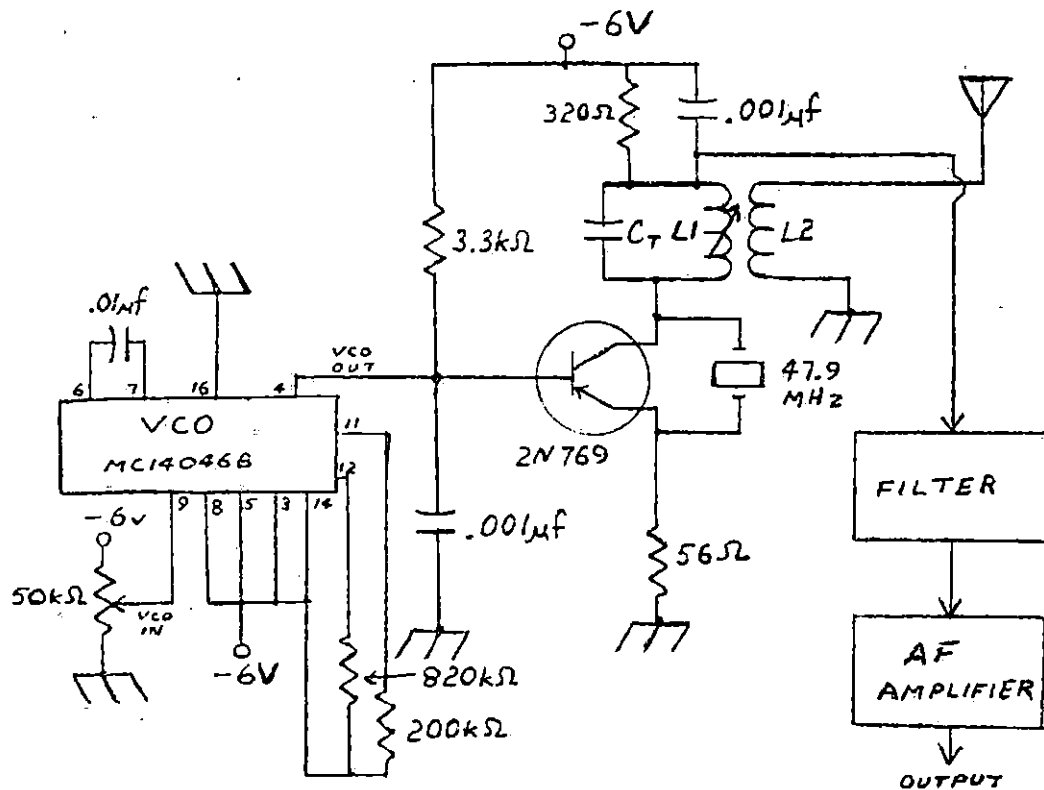 -6V
320Ω
.001µf
3.3kΩ
CT L1
L2
.01µf
VCO
OUT
6
7
16
4
VCO
MC14046B
11
12
9
8
5
3
14
2N769
47.9
MHz
FILTER
-6v
50kΩ
VCO
IN
-6V
.001µf
56Ω
820kΩ
200kΩ
AF
AMPLIFIER
OUTPUT